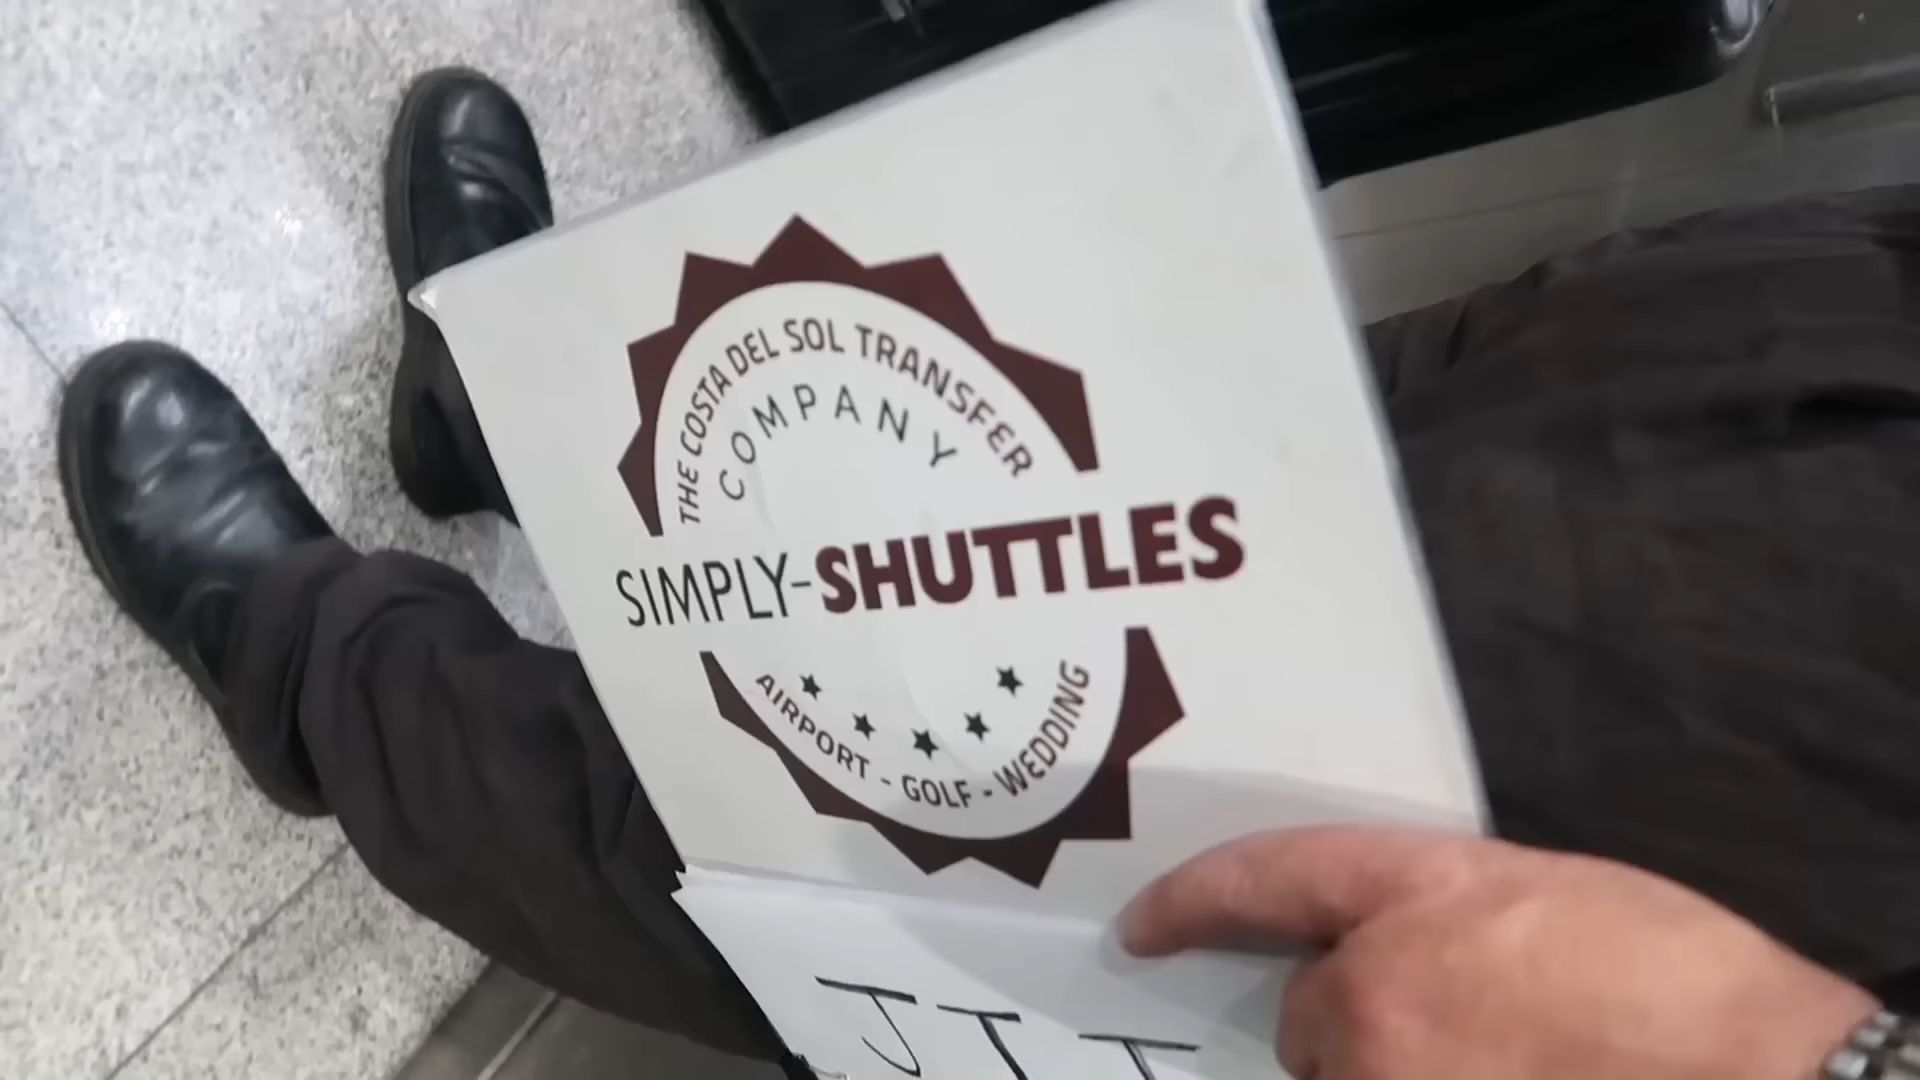 THE COSTA DEL SOL TRANSFER
COMPANY
SIMPLY-SHUTTLES
AIRPORT - GOLF - WEDDING